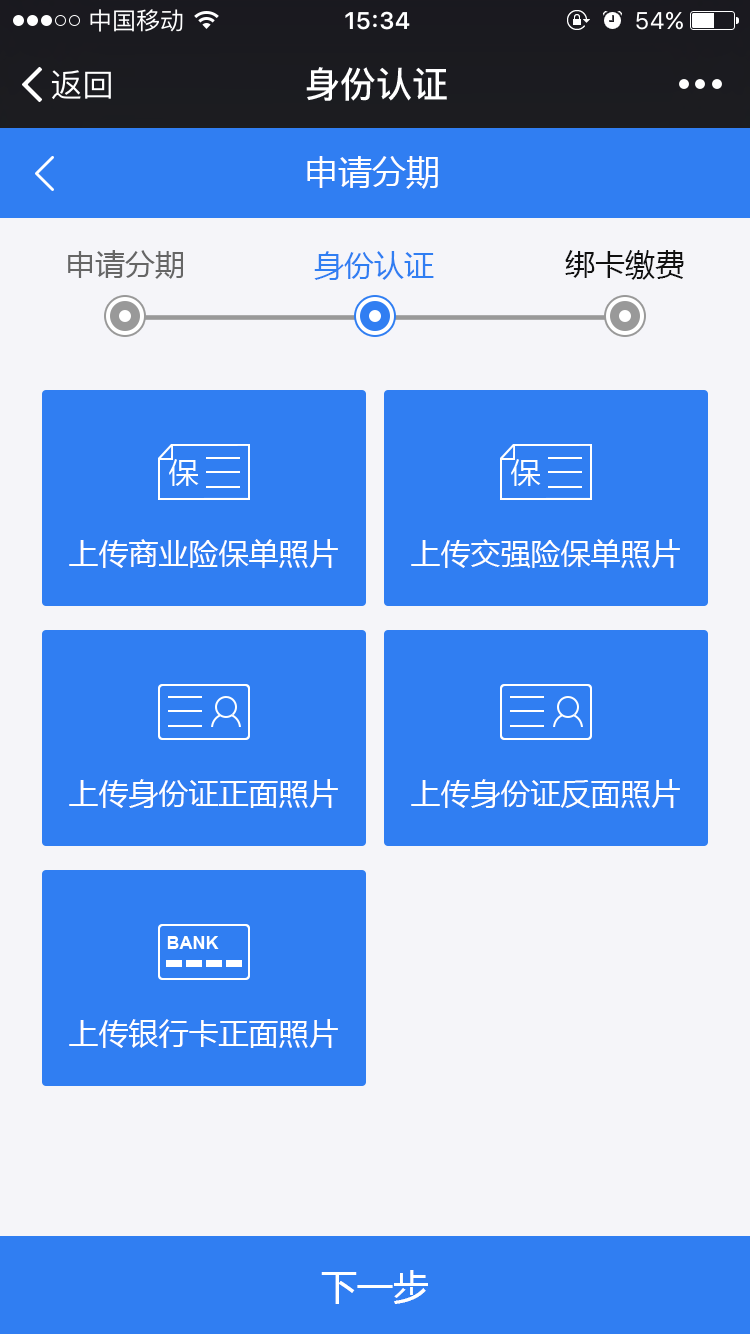 中国移动 15:34 54%
返回 身份认证
申请分期
申请分期 身份认证 绑卡缴费
保 保
上传商业险保单照片 上传交强险保单照片
上传身份证正面照片 上传身份证反面照片
BANK
上传银行卡正面照片
下一步